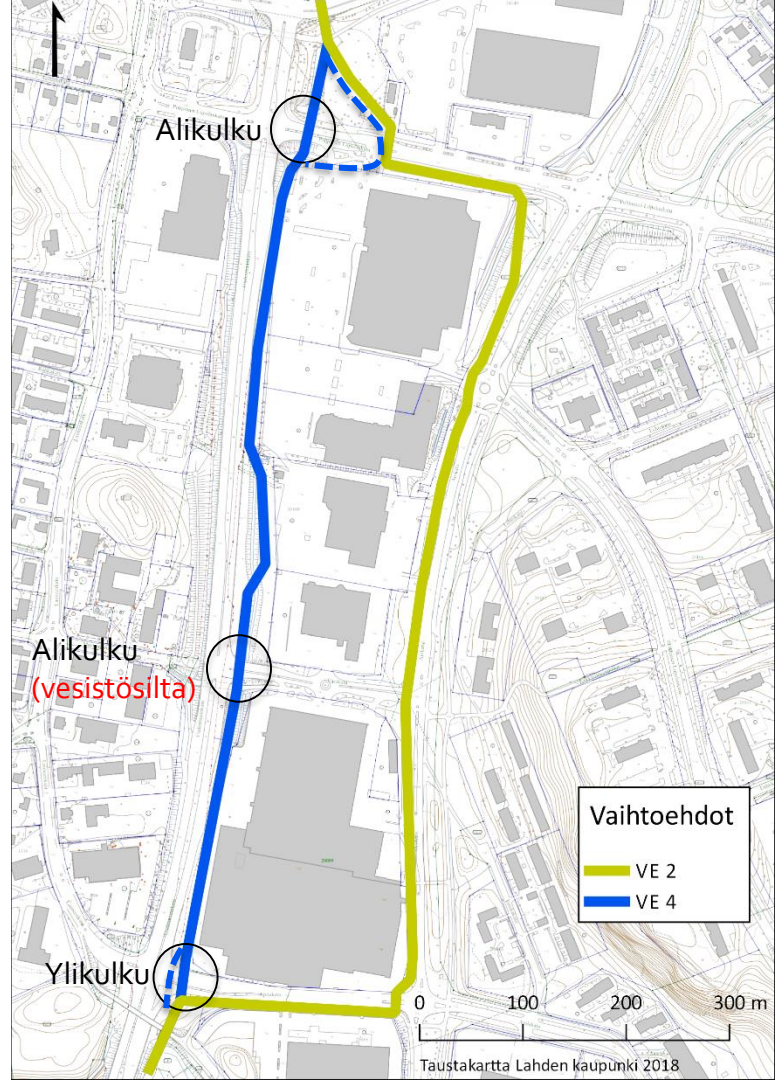 Alikulku
Alikulku
(vesistösilta)
Vaihtoehdot
VE 2
VE 4
Ylikulku
0 100 200 300 m
Taustakartta Lahden kaupunki 2018